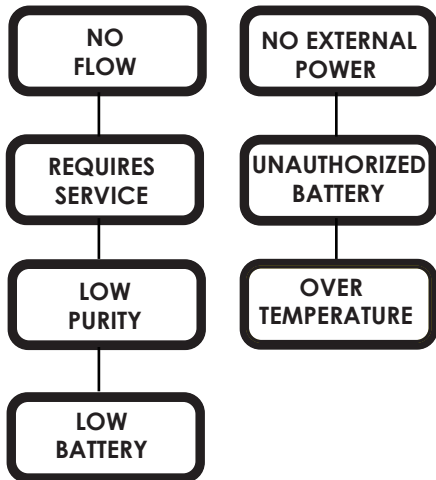 NO
FLOW
REQUIRES
SERVICE
LOW
PURITY
LOW
BATTERY
NO EXTERNAL
POWER
UNAUTHORIZED
BATTERY
OVER
TEMPERATURE